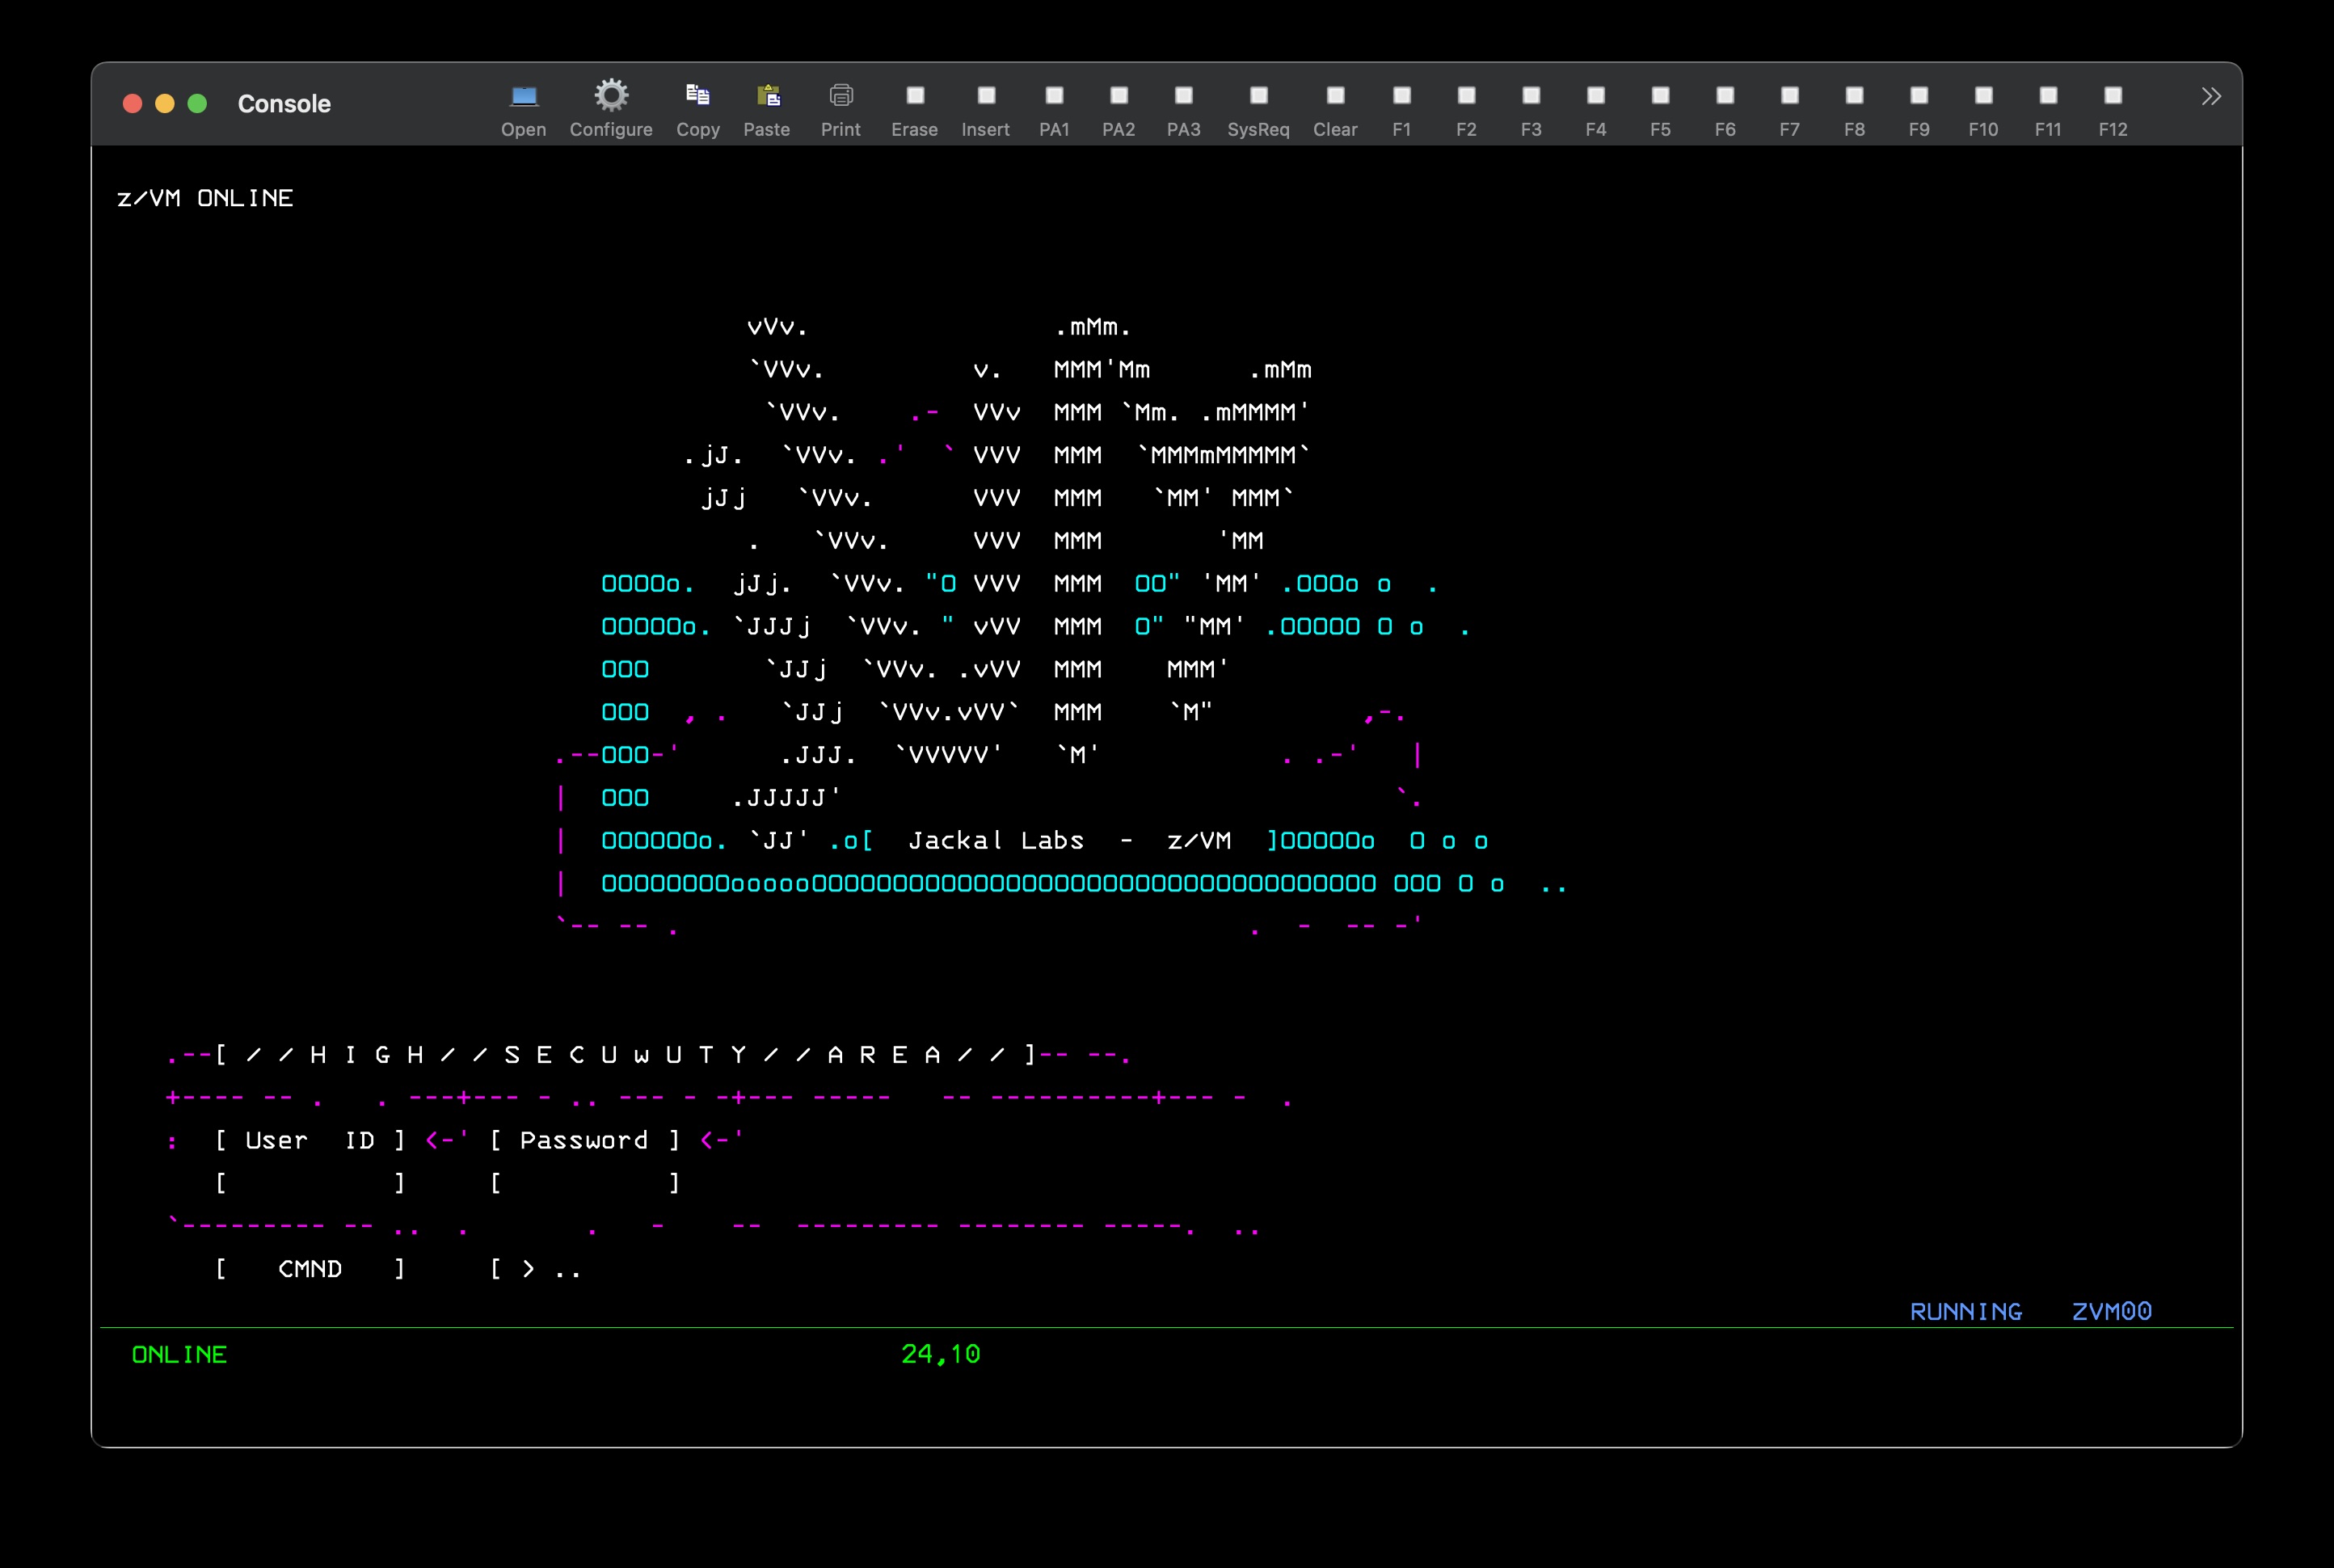 Console
Open Configure Copy Paste Print Erase Insert PA1 PA2 PA3 SysReq Clear F1 F2 F3 F4 F5 F6 F7 F8 F9 F10 F11 F12
z/VM ONLINE
vVv. .mMm.
`VVv. v. MMM'Mm .mMm
`VVv. .- VVv MMM `Mm. .mMMMM'
.jJ. `VVv. .' ` VVV MMM `MMMmMMMMM`
jJj `VVv. VVV MMM `MM' MMM`
. `VVv. VVV MMM 'MM
OOOOo. jJj. `VVv. "O VVV MMM OO" 'MM' .OOOo o .
OOOOOo. `JJJj `VVv. " vVV MMM O" "MM' .OOOOO O o .
OOO `JJj `VVv. .vVV MMM MMM'
OOO , . `JJj `VVv.vVV` MMM `M" ,-.
.--OOO-' .JJJ. `VVVVV' `M' . .-' |
| OOO .JJJJJ' `.
| OOOOOOo. `JJ' .o[ Jackal Labs - z/VM ]OOOOOo O o o
| OOOOOOOOoooooOOOOOOOOOOOOOOOOOOOOOOOOOOOOOOOOOOO OOO O o ..
`-- -- . . - -- -'
.--[ //HIGH//SECUwUTY//AREA// ]-- --.
+---- -- . . ---+--- - .. --- - -+--- ----- -- ----------+--- - .
: [ User ID ] <-' [ Password ] <-'
[ ] [ ]
`--------- -- .. . . - -- --------- -------- -----. ..
[ CMND ] [ > ..
RUNNING ZVM00
ONLINE 24,10